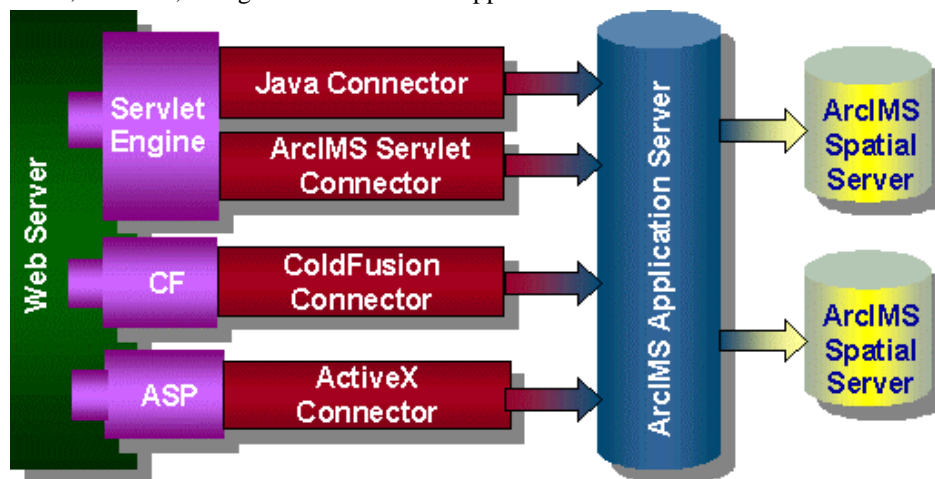 Web Server
Servlet
Engine
Java Connector
ArcIMS Servlet
Connector
CF
ColdFusion
Connector
ASP
ActiveX
Connector
ArcIMS Application Server
ArcIMS
Spatial
Server
ArcIMS
Spatial
Server